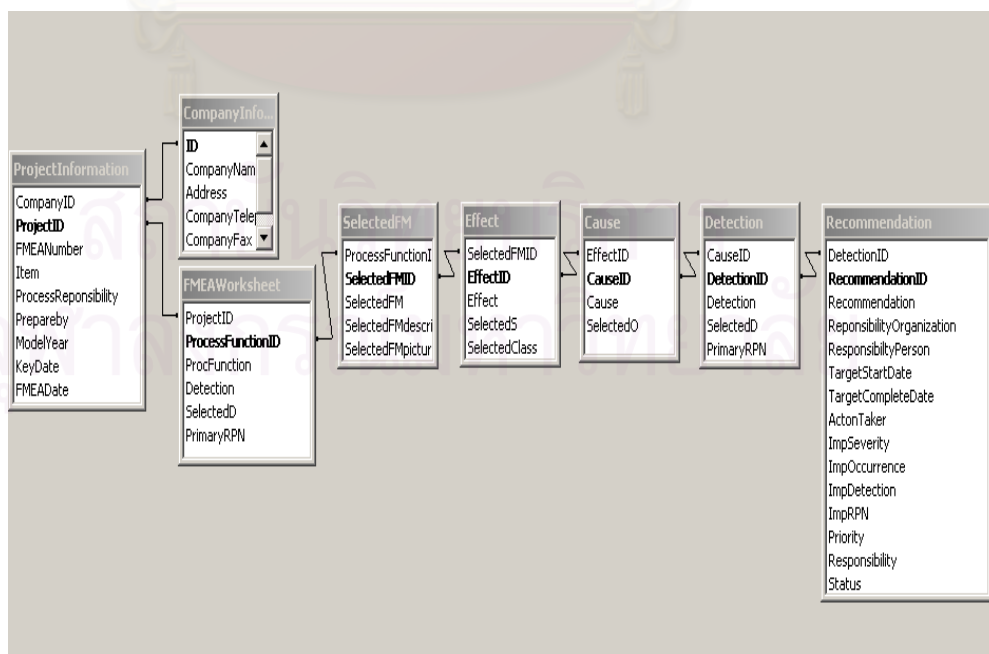 ProjectInformation
CompanyID
ProjectID
FMEANumber
Item
ProcessReponsibility
Prepareby
ModelYear
KeyDate
FMEADate
CompanyInfo...
ID
CompanyNam
Address
CompanyTelep
CompanyFax
FMEAWorksheet
ProjectID
ProcessFunctionID
ProcFunction
Detection
SelectedD
PrimaryRPN
SelectedFM
ProcessFunctionI
SelectedFMID
SelectedFM
SelectedFMdescri
SelectedFMpictur
Effect
SelectedFMID
EffectID
Effect
SelectedS
SelectedClass
Cause
EffectID
CauseID
Cause
SelectedO
Detection
CauseID
DetectionID
Detection
SelectedD
PrimaryRPN
Recommendation
DetectionID
RecommendationID
Recommendation
ReponsibilityOrganization
ResponsibiltyPerson
TargetStartDate
TargetCompleteDate
ActonTaker
ImpSeverity
ImpOccurrence
ImpDetection
ImpRPN
Priority
Responsibility
Status